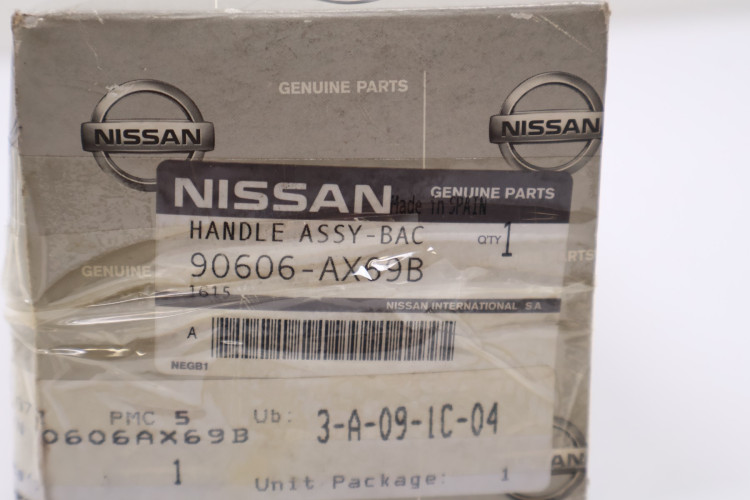 GENUINE PARTS
NISSAN
NISSAN
NISSAN
GENUINE PARTS
Made in SPAIN
HANDLE ASSY-BAC
QTY 1
90606-AX69B
1615
GENUINE
NISSAN INTERNATIONAL SA
A
NEGB1
PMC 5
Ub: 3-A-09-1C-04
0606AX69B
1
Unit Package: 1